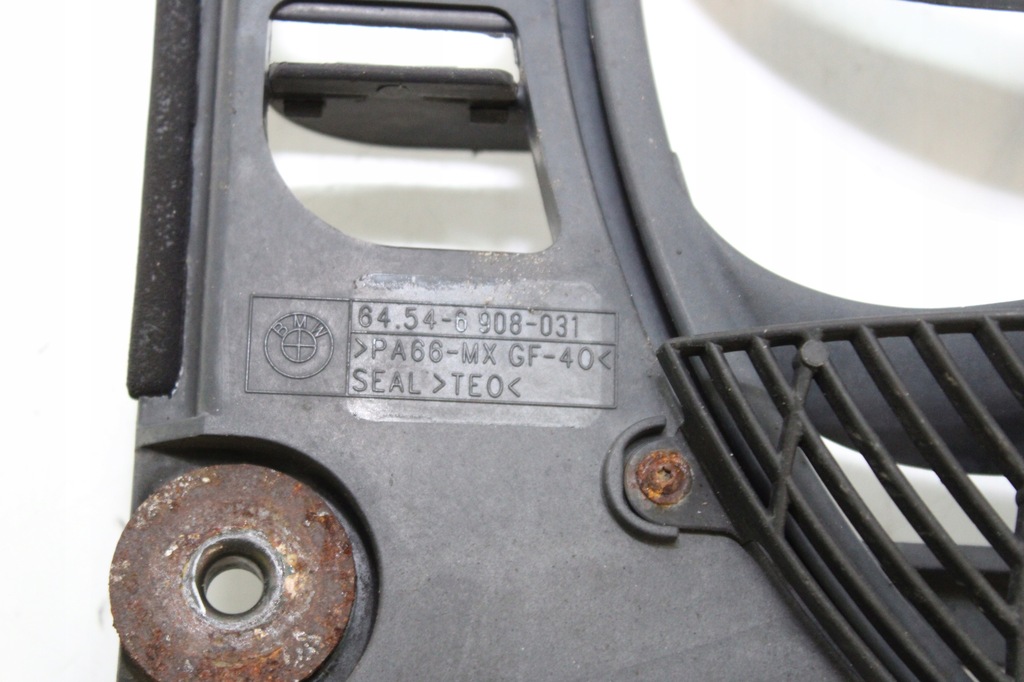 BMW
64.54-6 908-031
>PA66-MX GF-40<
SEAL >TEO<